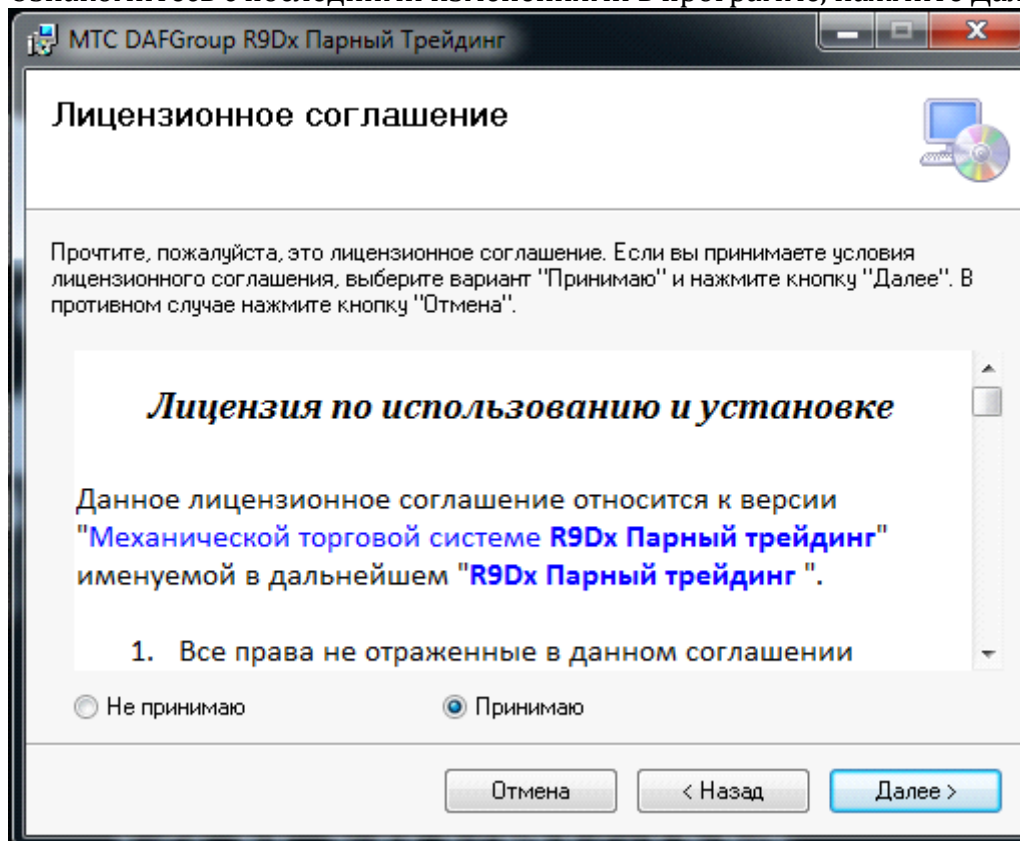 МТС DAFGroup R9Dx Парный Трейдинг
Лицензионное соглашение
Прочтите, пожалуйста, это лицензионное соглашение. Если вы принимаете условия
лицензионного соглашения, выберите вариант "Принимаю" и нажмите кнопку "Далее". В
противном случае нажмите кнопку "Отмена".
Лицензия по использованию и установке
Данное лицензионное соглашение относится к версии
"Механической торговой системе R9Dx Парный трейдинг"
именуемой в дальнейшем "R9Dx Парный трейдинг ".
1. Все права не отраженные в данном соглашении
Не принимаю Принимаю
Отмена < Назад Далее >